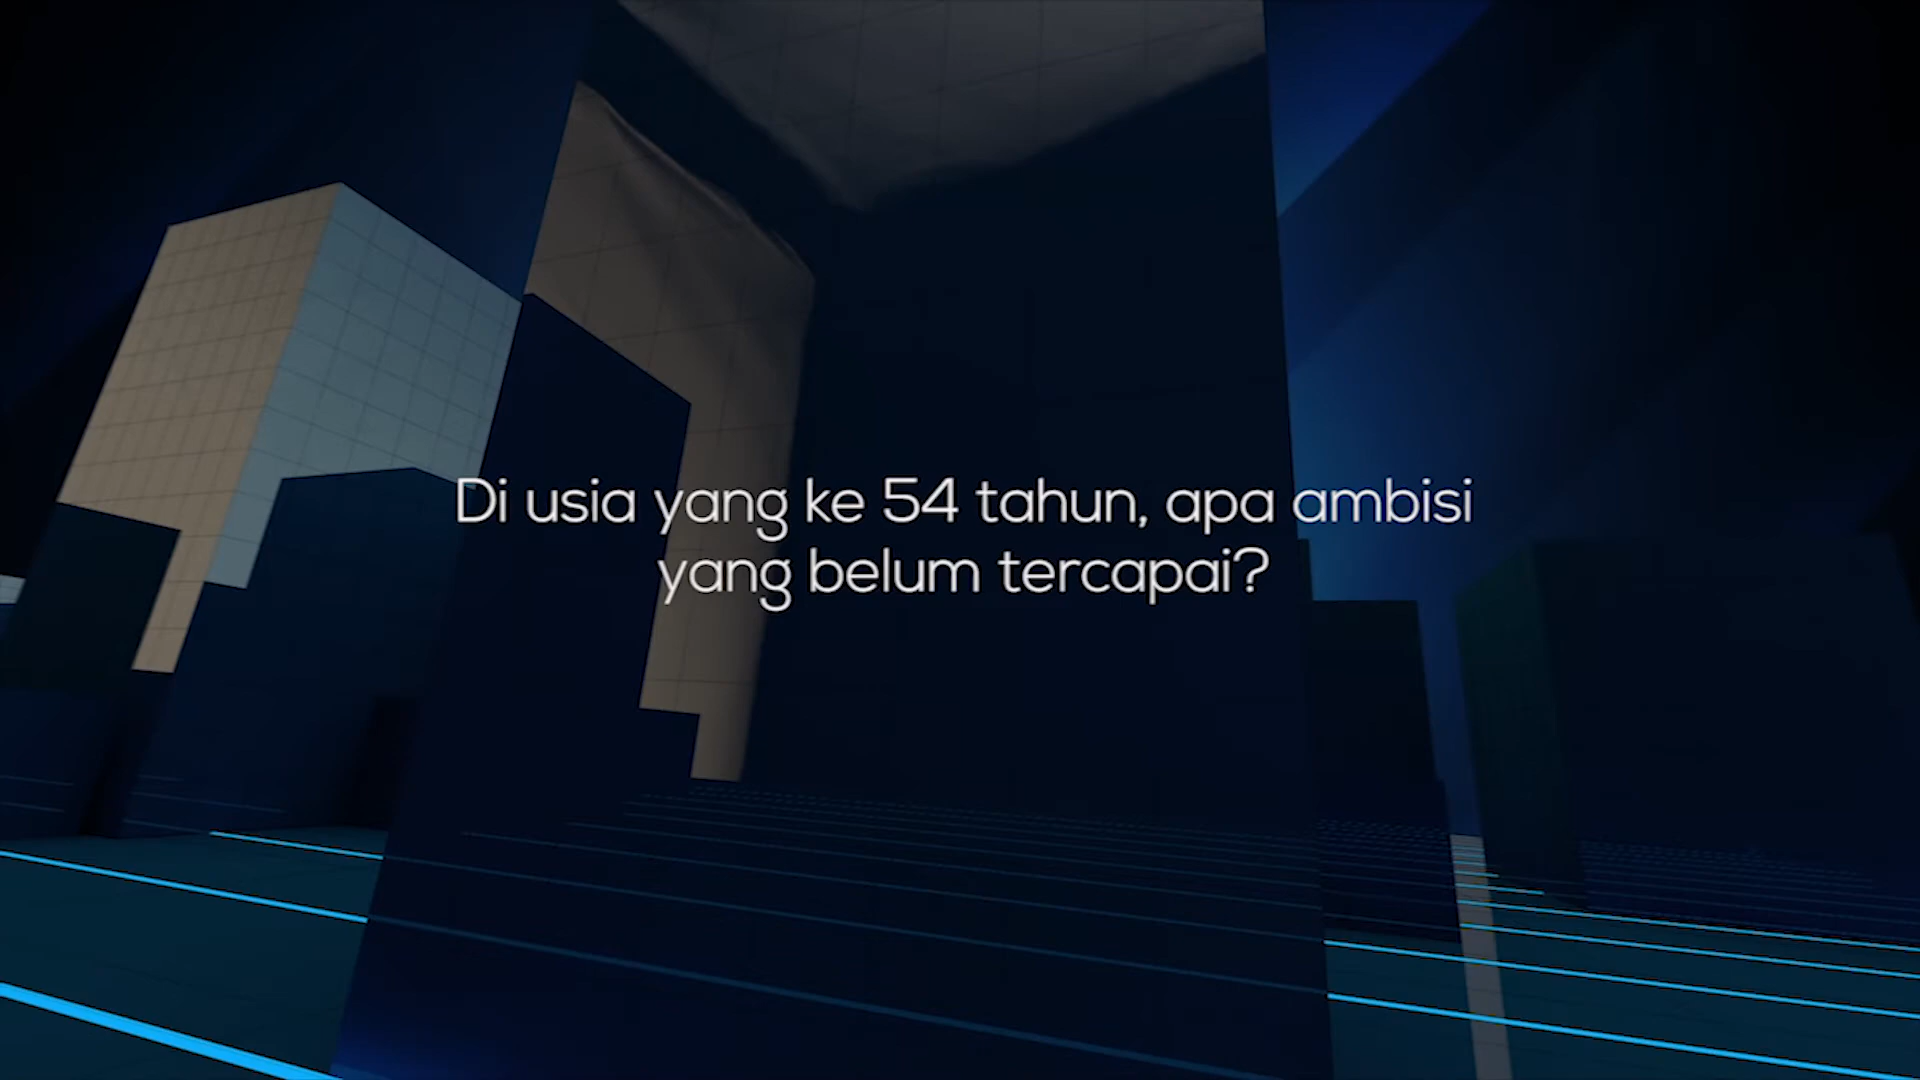 Di usia yang ke 54 tahun, apa ambisi
yang belum tercapai?